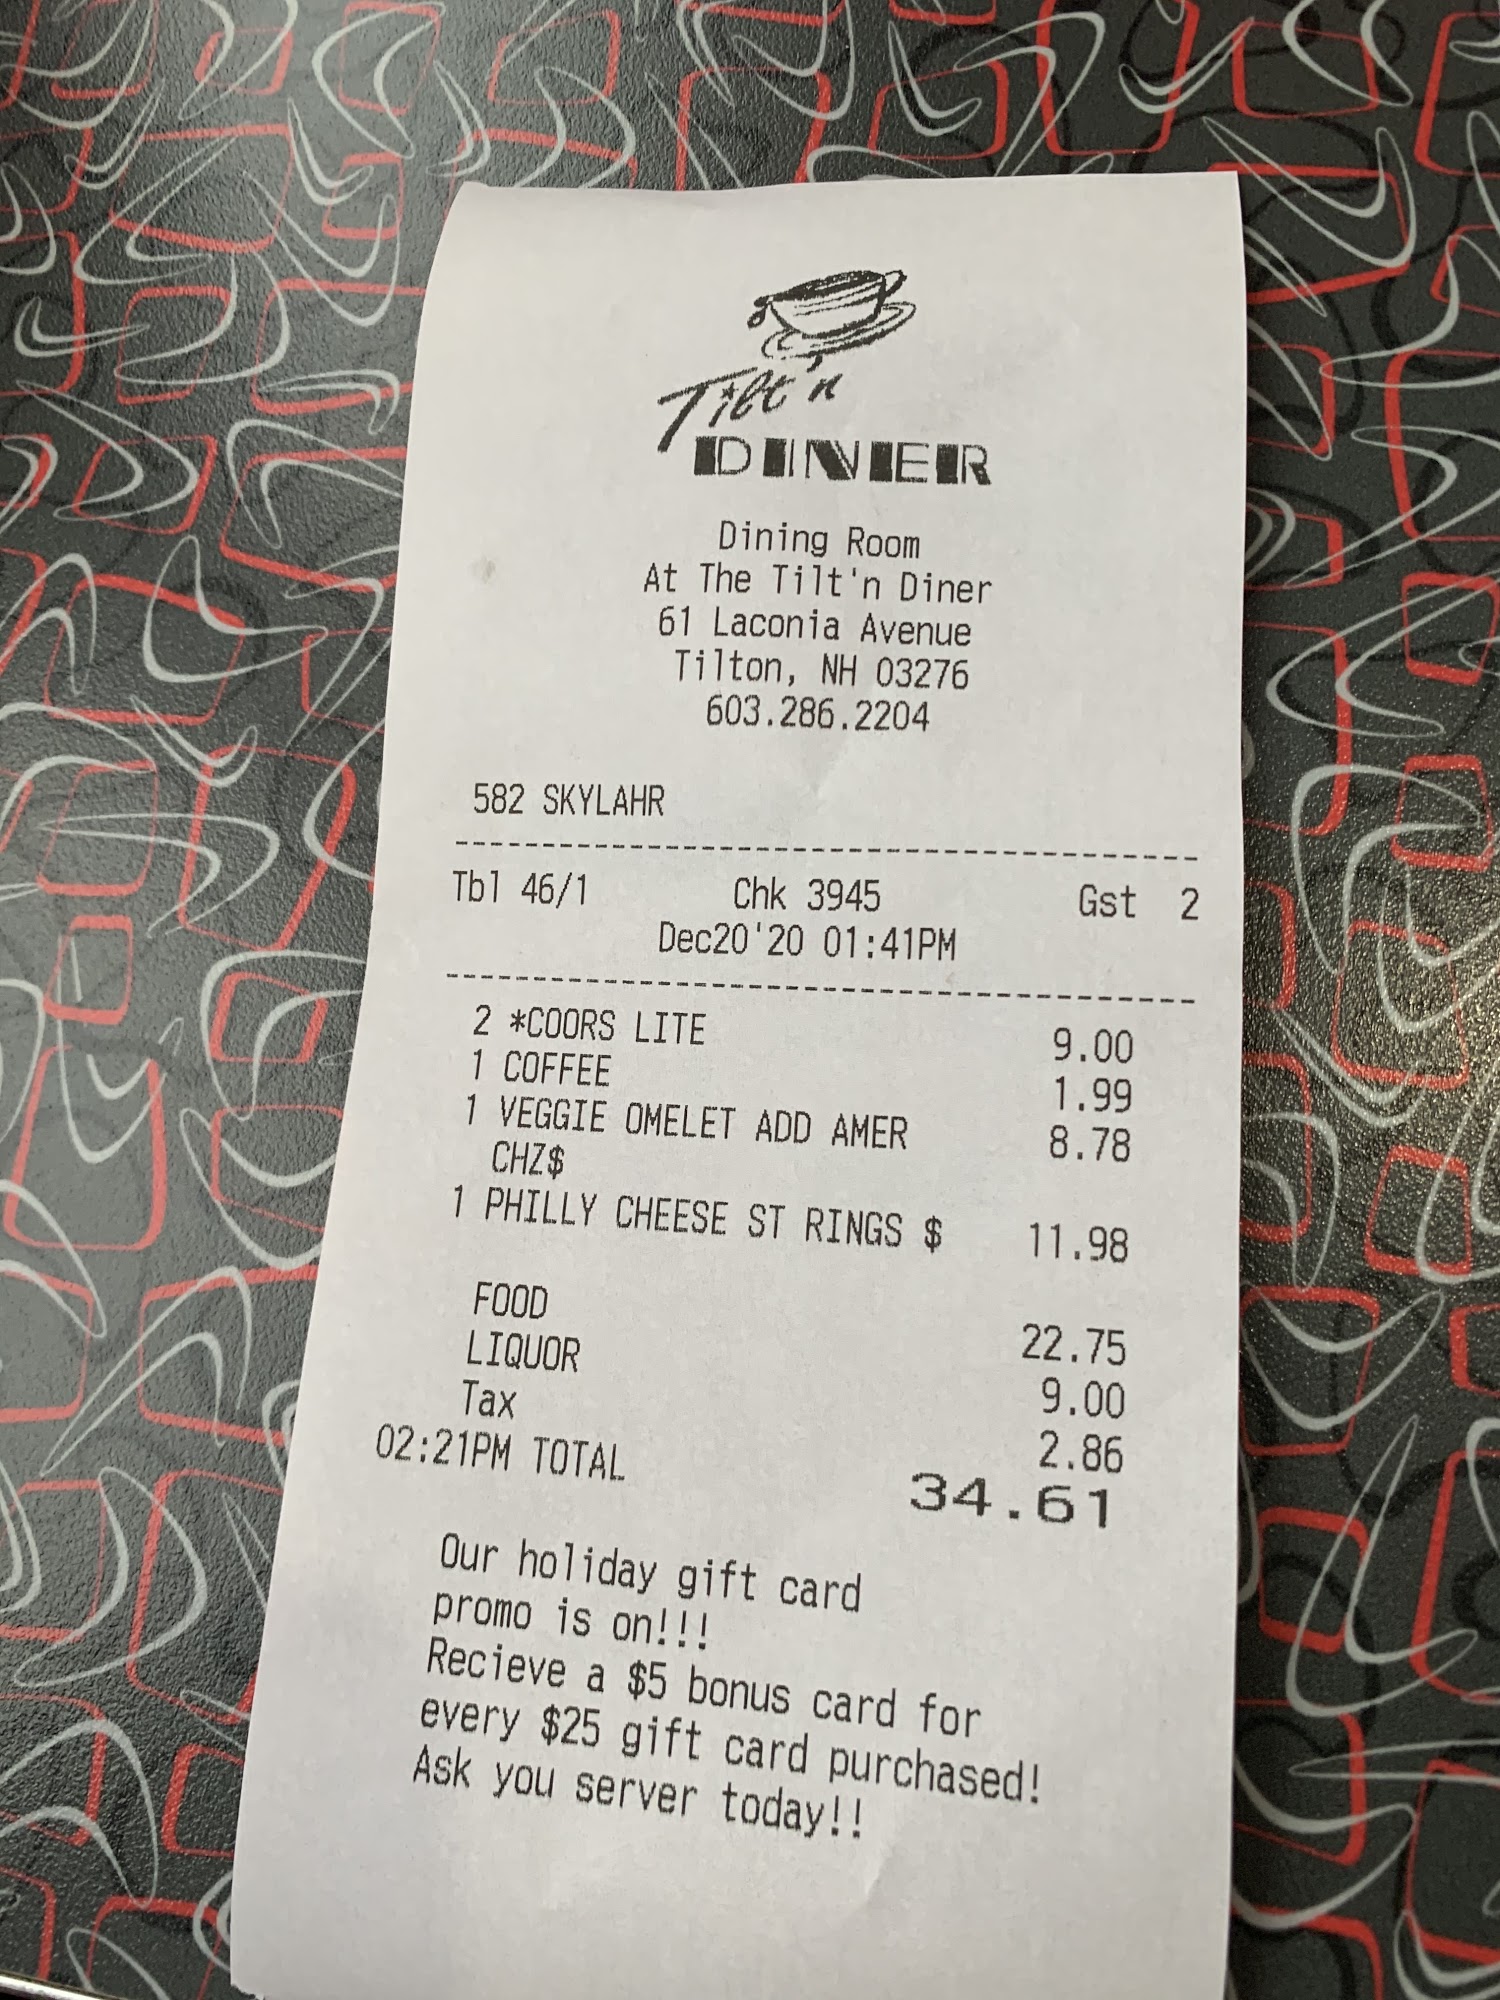 Tilt'n
DINER
Dining Room
At The Tilt'n Diner
61 Laconia Avenue
Tilton, NH 03276
603.286.2204
582 SKYLAHR
Tbl 46/1 Chk 3945 Gst 2
Dec20'20 01:41PM
2 *COORS LITE 9.00
1 COFFEE 1.99
1 VEGGIE OMELET ADD AMER 8.78
CHZ$
1 PHILLY CHEESE ST RINGS $ 11.98
FOOD 22.75
LIQUOR 9.00
Tax 2.86
02:21PM TOTAL 34.61
Our holiday gift card
promo is on!!!
Recieve a $5 bonus card for
every $25 gift card purchased!
Ask you server today!!